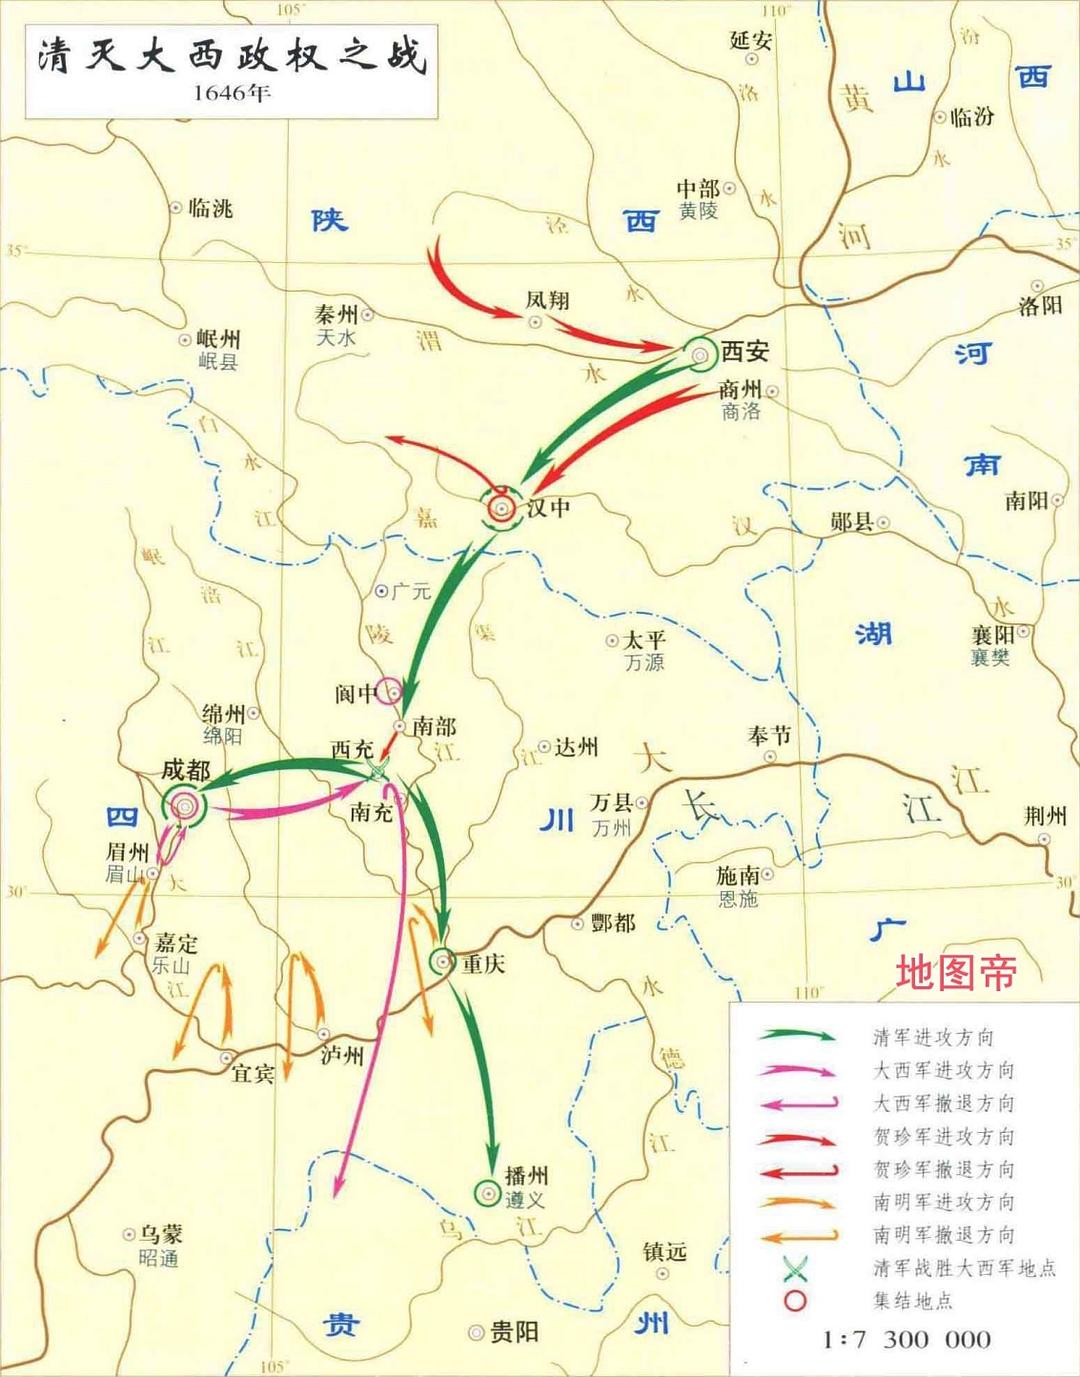 清灭大西政权之战
1646年
105°
110°
延安
洛
水
黄
河
山
西
汾
水
临汾
中部
黄陵
临洮
陕
西
泾
水
35°
35°
凤翔
秦州
天水
渭
水
岷州
岷县
西安
洛阳
河
南
商州
商洛
白
水
江
嘉
陵
江
汉中
汉
水
郧县
南阳
岷
江
涪
江
广元
渠
江
太平
万源
湖
广
襄阳
襄樊
阆中
南部
绵州
绵阳
西充
达州
奉节
大
江
成都
南充
四
川
万县
万州
长
江
荆州
眉州
眉山
大
江
施南
恩施
30°
30°
酆都
嘉定
乐山
重庆
地图帝
水
德
江
110°
宜宾
泸州
播州
遵义
乌
江
乌蒙
昭通
镇远
贵
州
贵阳
105°
清军进攻方向
大西军进攻方向
大西军撤退方向
贺珍军进攻方向
贺珍军撤退方向
南明军进攻方向
南明军撤退方向
清军战胜大西军地点
集结地点
1:7 300 000